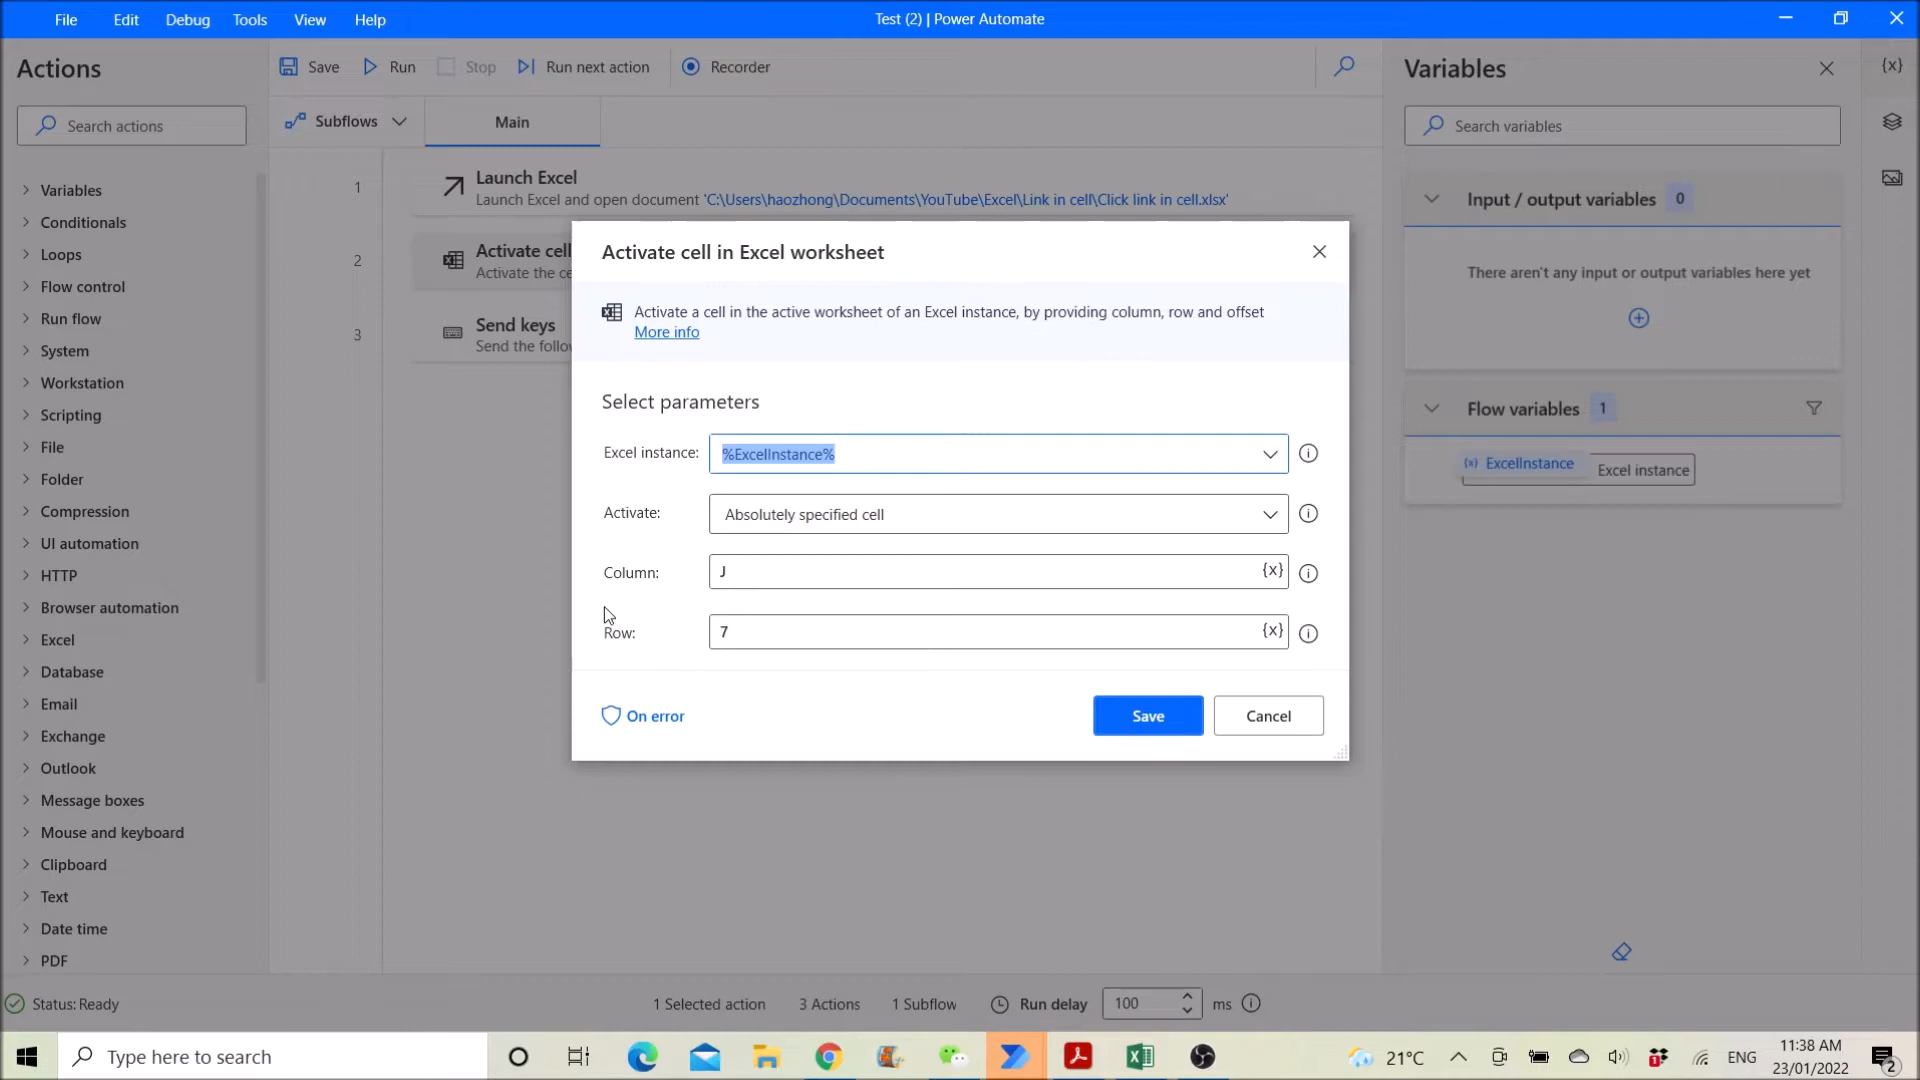 File Edit Debug Tools View Help
Test (2) | Power Automate
Actions
Search actions
Variables
Conditionals
Loops
Flow control
Run flow
System
Workstation
Scripting
File
Folder
Compression
UI automation
HTTP
Browser automation
Excel
Database
Email
Exchange
Outlook
Message boxes
Mouse and keyboard
Clipboard
Text
Date time
PDF
Save Run Stop Run next action Recorder
Subflows Main
1 Launch Excel
Launch Excel and open document 'C:\Users\haozhong\Documents\YouTube\Excel\Link in cell\Click link in cell.xlsx'
2 Activate cell
Activate the ce
3 Send keys
Send the follow
Activate cell in Excel worksheet
Activate a cell in the active worksheet of an Excel instance, by providing column, row and offset
More info
Select parameters
Excel instance: %ExcelInstance%
Activate: Absolutely specified cell
Column: J {x}
Row: 7 {x}
On error
Save Cancel
Variables
{x}
Search variables
Input / output variables 0
There aren't any input or output variables here yet
Flow variables 1
(x) ExcelInstance Excel instance
Status: Ready 1 Selected action 3 Actions 1 Subflow Run delay 100 ms
Type here to search
21°C
1
ENG
11:38 AM
23/01/2022
2